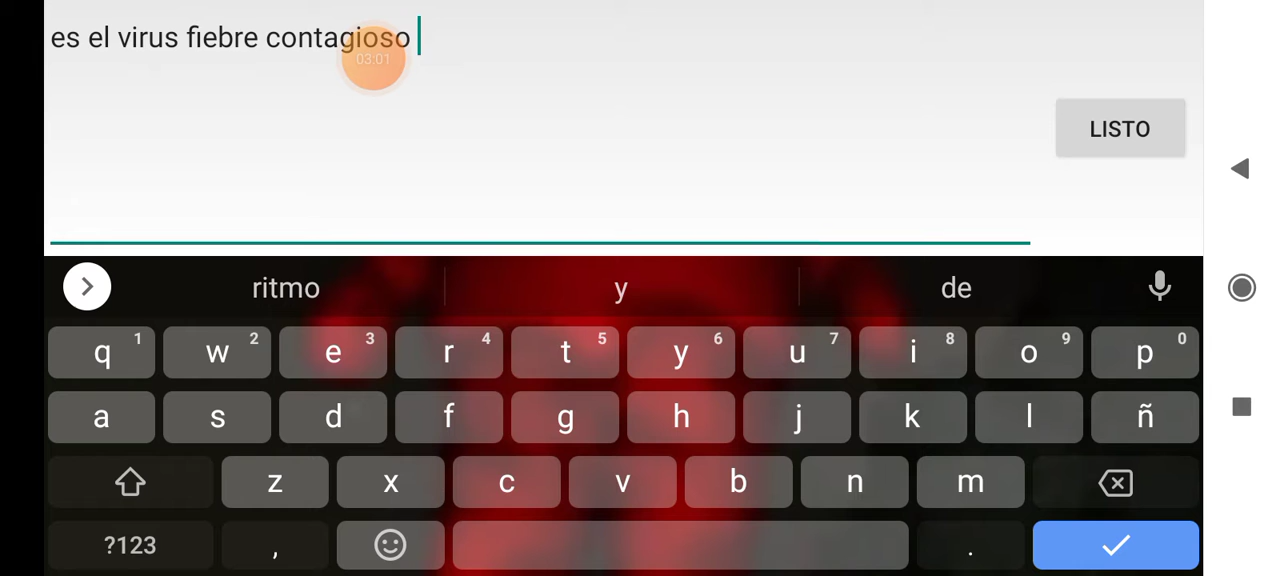 es el virus fiebre contagioso
03:01
LISTO
ritmo y de
q 1 w 2 e 3 r 4 t 5 y 6 u 7 i 8 o 9 p 0
a s d f g h j k l ñ
z x c v b n m
?123 , .